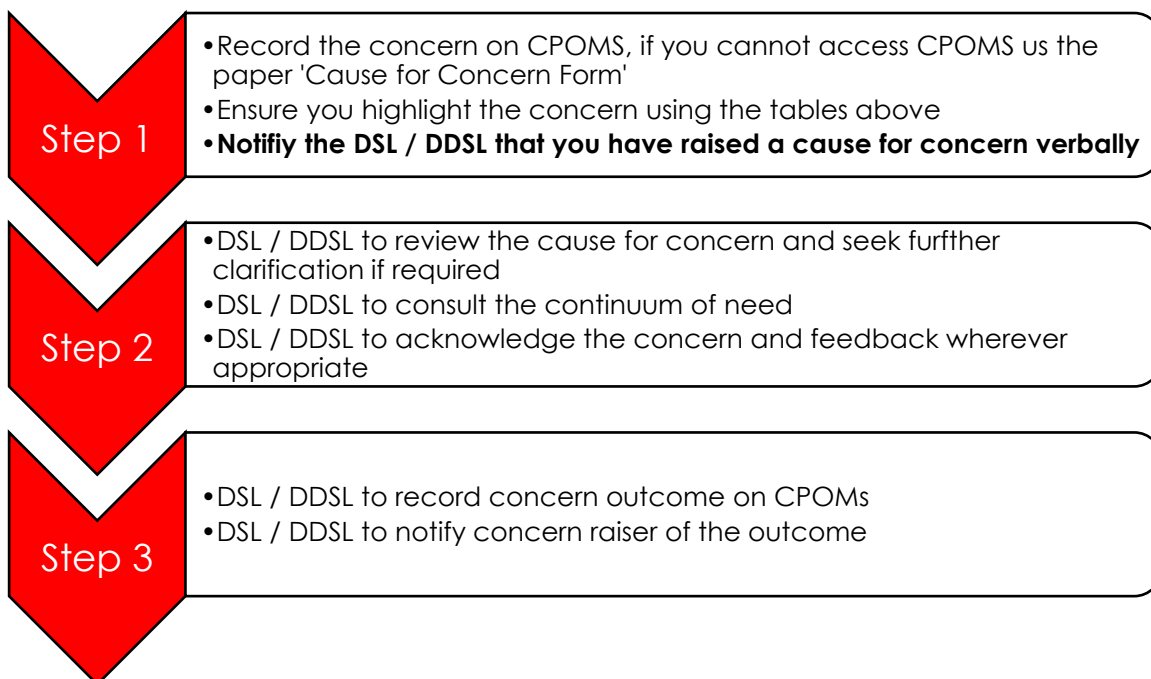 Step 1
•Record the concern on CPOMS, if you cannot access CPOMS us the
paper 'Cause for Concern Form'
•Ensure you highlight the concern using the tables above
•Notifiy the DSL / DDSL that you have raised a cause for concern verbally
Step 2
•DSL / DDSL to review the cause for concern and seek furfther
clarification if required
•DSL / DDSL to consult the continuum of need
•DSL / DDSL to acknowledge the concern and feedback wherever
appropriate
Step 3
•DSL / DDSL to record concern outcome on CPOMs
•DSL / DDSL to notify concern raiser of the outcome